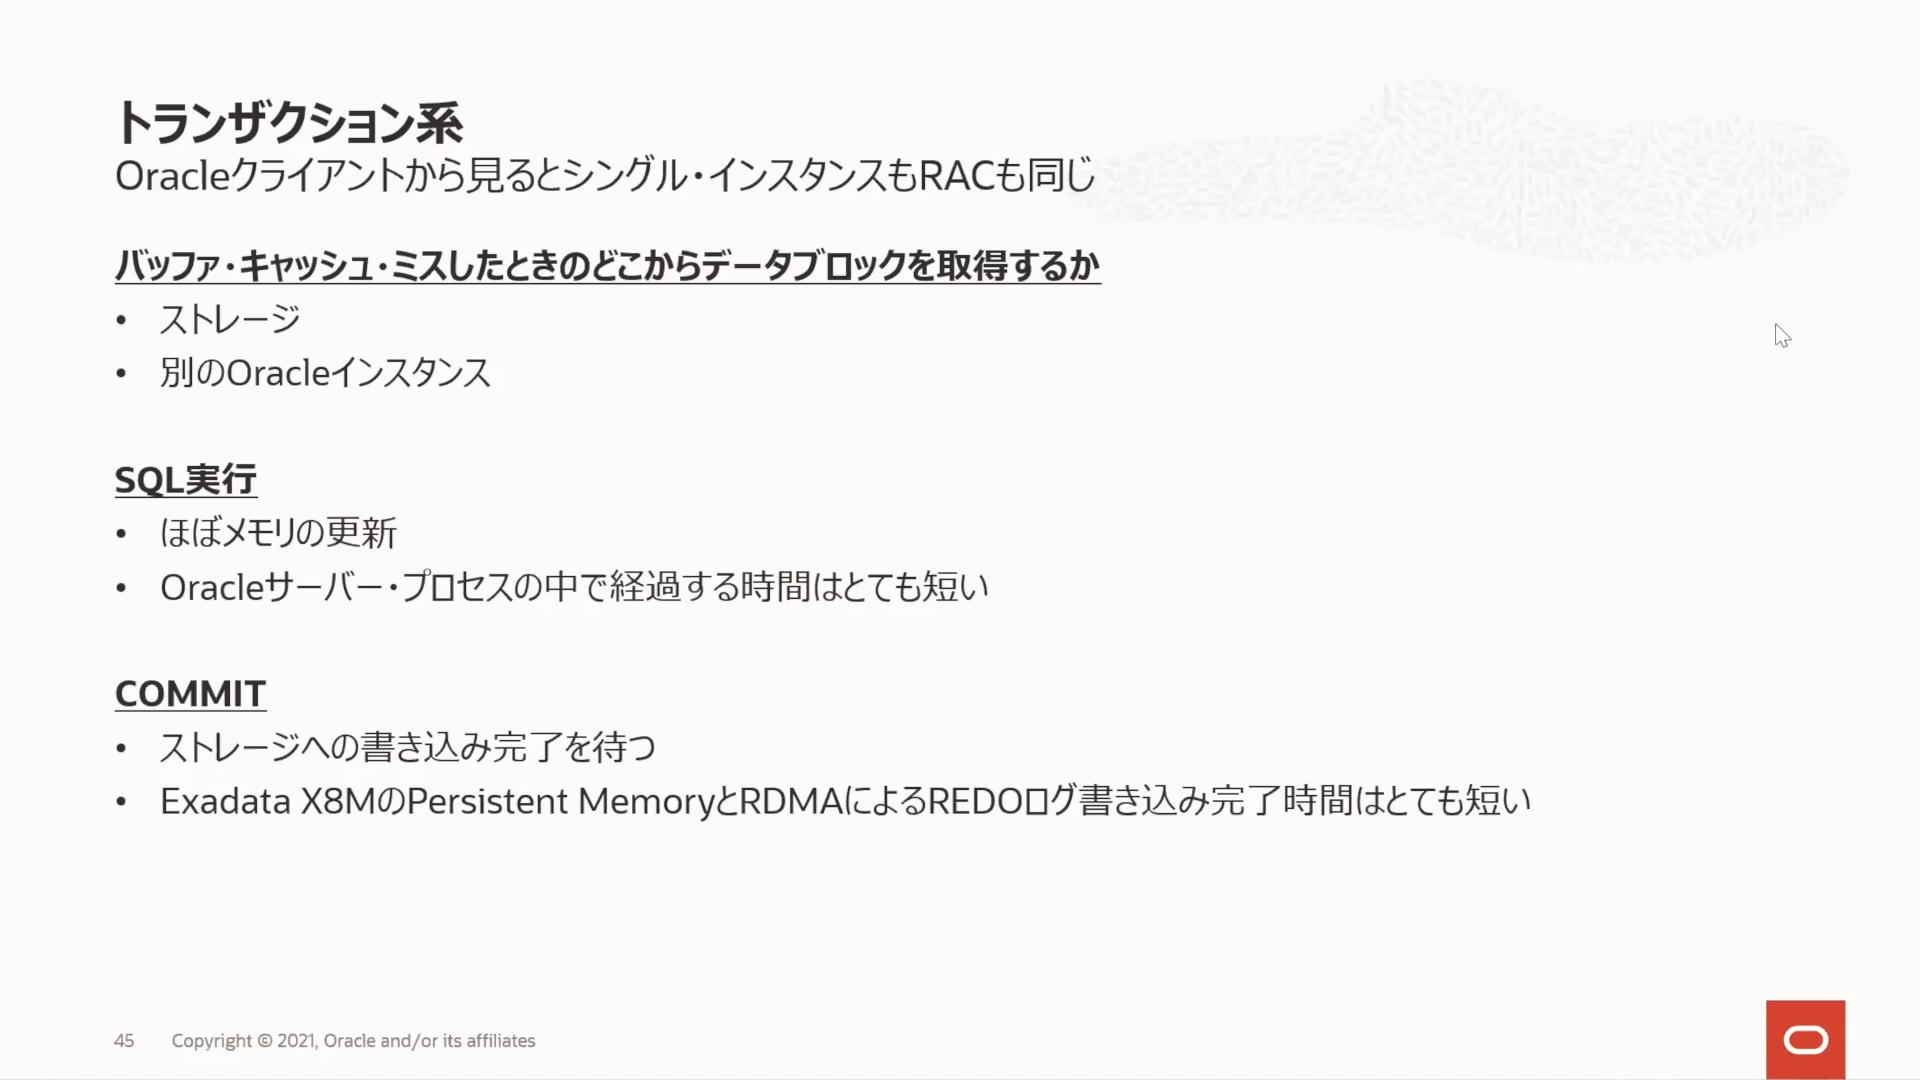 トランザクション系
Oracleクライアントから見るとシングル・インスタンスもRACも同じ
バッファ・キャッシュ・ミスしたときのどこからデータブロックを取得するか
• ストレージ
• 別のOracleインスタンス
SQL実行
• ほぼメモリの更新
• Oracleサーバー・プロセスの中で経過する時間はとても短い
COMMIT
• ストレージへの書き込み完了を待つ
• Exadata X8MのPersistent MemoryとRDMAによるREDOログ書き込み完了時間はとても短い
45 Copyright © 2021, Oracle and/or its affiliates